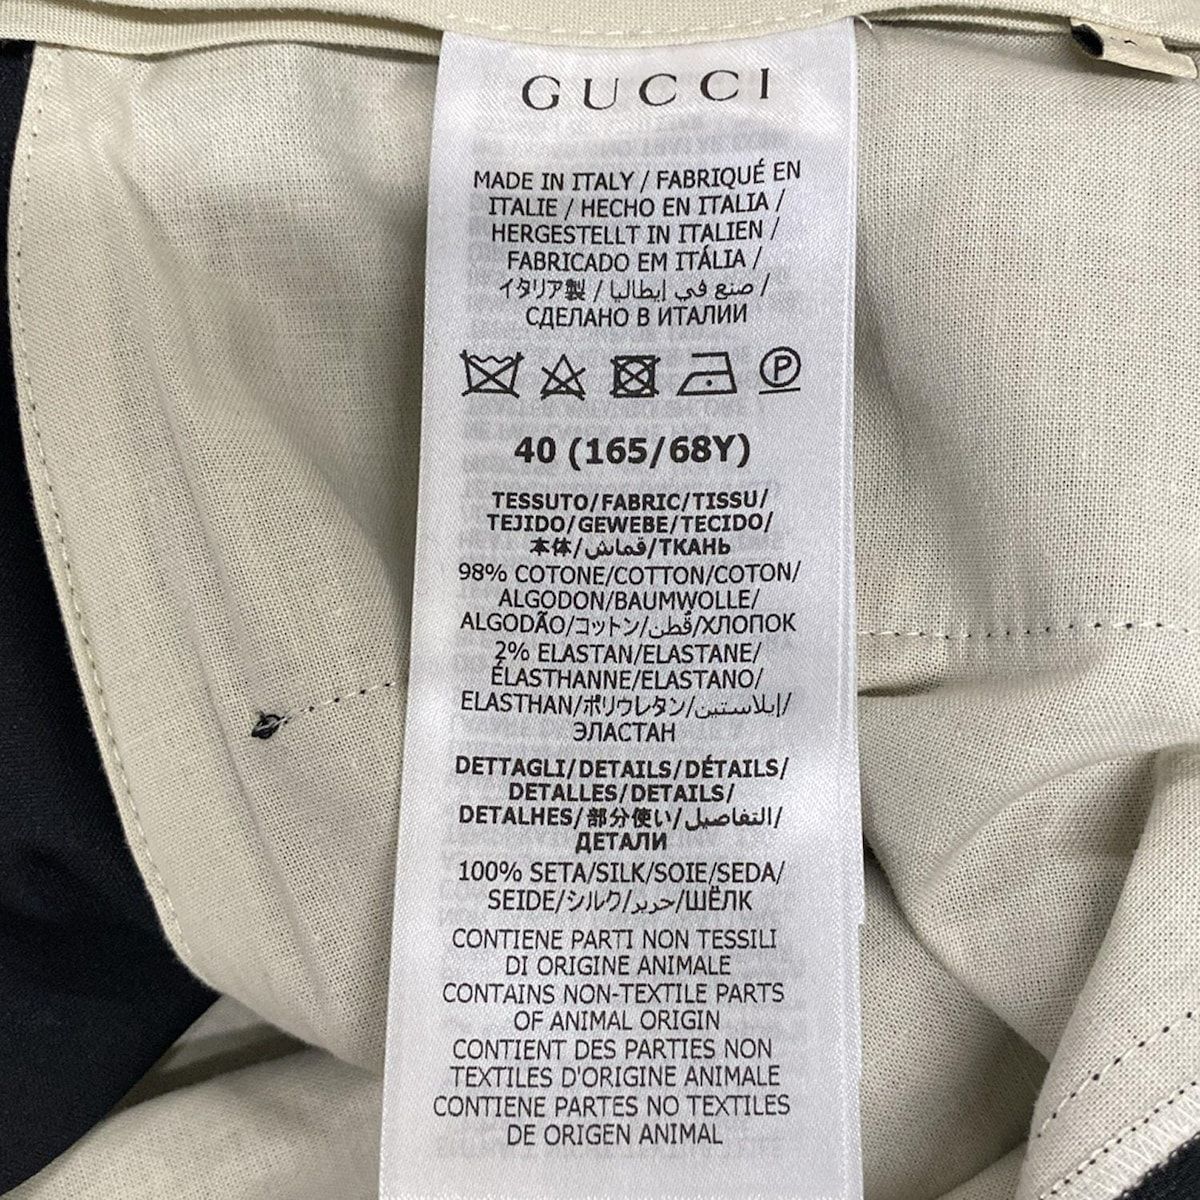 GUCCI
MADE IN ITALY / FABRIQUÉ EN
ITALIE / HECHO EN ITALIA /
HERGESTELLT IN ITALIEN /
FABRICADO EM ITÁLIA /
イタリア製 / صنع في إيطاليا /
СДЕЛАНО В ИТАЛИИ
P
40 (165/68Y)
TESSUTO/FABRIC/TISSU/
TEJIDO/GEWEBE/TECIDO/
本体/قماش/ТКАНЬ
98% COTONE/COTTON/COTON/
ALGODON/BAUMWOLLE/
ALGODÃO/コットン/قُطن/ХЛОПОК
2% ELASTAN/ELASTANE/
ÉLASTHANNE/ELASTANO/
ELASTHAN/ポリウレタン/إيلاستين/
ЭЛАСТАН
DETTAGLI/DETAILS/DÉTAILS/
DETALLES/DETAILS/
DETALHES/部分使い/التفاصيل/
ДЕТАЛИ
100% SETA/SILK/SOIE/SEDA/
SEIDE/シルク/حرير/ШЁЛК
CONTIENE PARTI NON TESSILI
DI ORIGINE ANIMALE
CONTAINS NON-TEXTILE PARTS
OF ANIMAL ORIGIN
CONTIENT DES PARTIES NON
TEXTILES D'ORIGINE ANIMALE
CONTIENE PARTES NO TEXTILES
DE ORIGEN ANIMAL